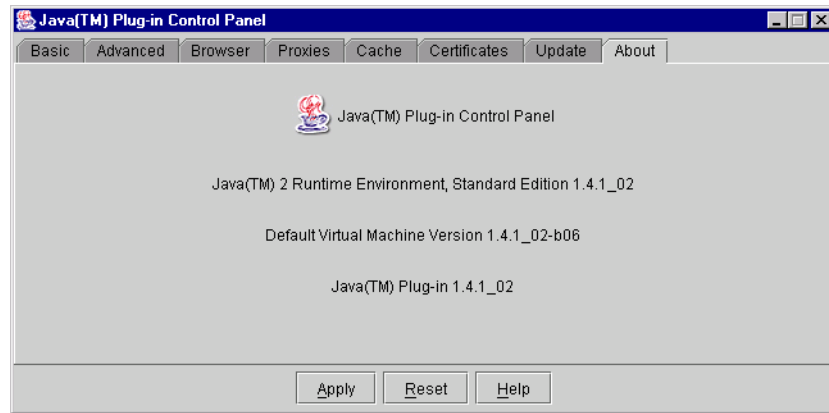 Java(TM) Plug-in Control Panel
Basic Advanced Browser Proxies Cache Certificates Update About
Java(TM) Plug-in Control Panel
Java(TM) 2 Runtime Environment, Standard Edition 1.4.1_02
Default Virtual Machine Version 1.4.1_02-b06
Java(TM) Plug-in 1.4.1_02
Apply Reset Help